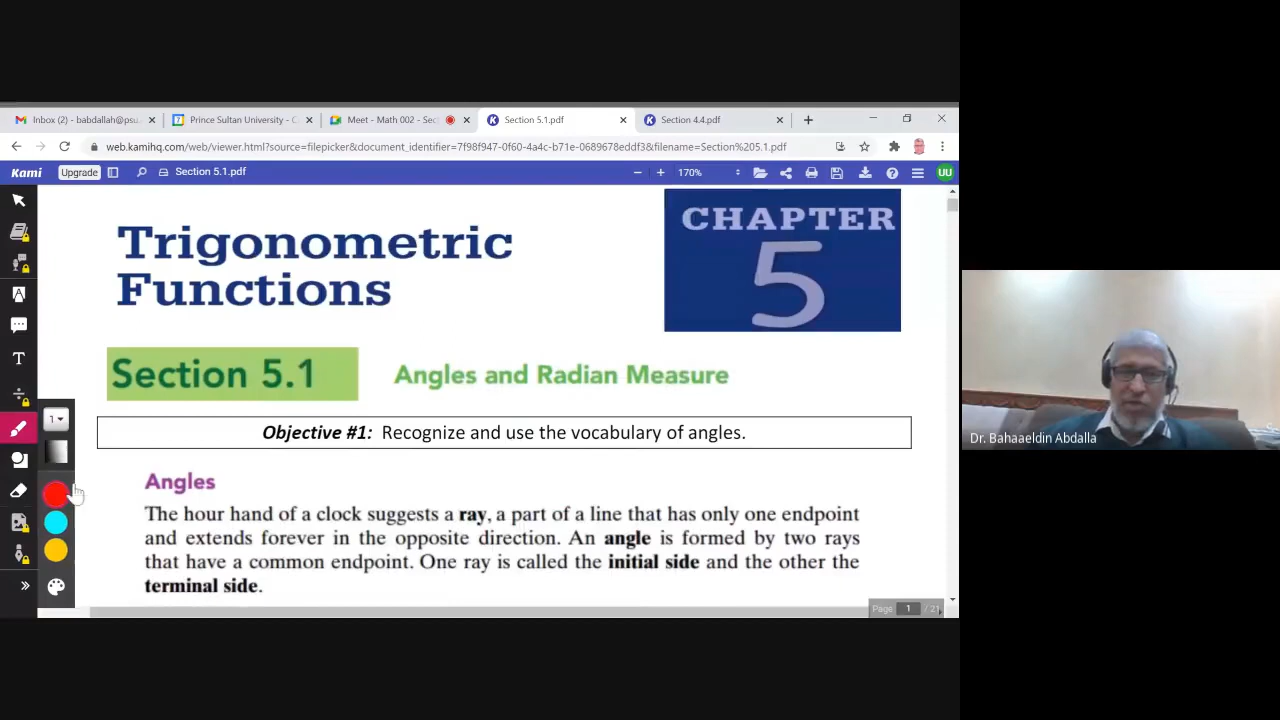 Inbox (2) - babdallah@psu.
Prince Sultan University - C
Meet - Math 002 - Sec
Section 5.1.pdf
Section 4.4.pdf
web.kamihq.com/web/viewer.html?source=filepicker&document_identifier=7f98f947-0f60-4a4c-b71e-0689678eddf3&filename=Section%205.1.pdf
Kami
Upgrade
Section 5.1.pdf
170%
UU
Trigonometric
Functions
CHAPTER
5
Section 5.1
Angles and Radian Measure
1
Objective #1: Recognize and use the vocabulary of angles.
Angles
The hour hand of a clock suggests a ray, a part of a line that has only one endpoint
and extends forever in the opposite direction. An angle is formed by two rays
that have a common endpoint. One ray is called the initial side and the other the
terminal side.
Page 1 / 21
Dr. Bahaaeldin Abdalla